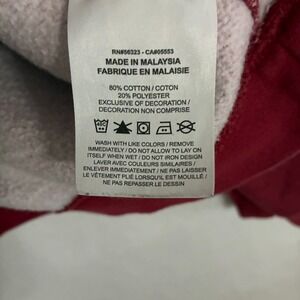 RN#56323 - CA#05553
MADE IN MALAYSIA
FABRIQUE EN MALAISIE
80% COTTON / COTON
20% POLYESTER
EXCLUSIVE OF DECORATION /
DECORATION NON COMPRISE
WASH WITH LIKE COLORS / REMOVE
IMMEDIATELY / DO NOT ALLOW TO LAY ON
ITSELF WHEN WET / DO NOT IRON DESIGN
LAVER AVEC COULEURS SIMILAIRES /
ENLEVER IMMEDIATEMENT / NE PAS LAISSER
LE VÊTEMENT PLIÉ LORSQU'IL EST MOUILLÉ /
NE PAS REPASSER LE DESSIN